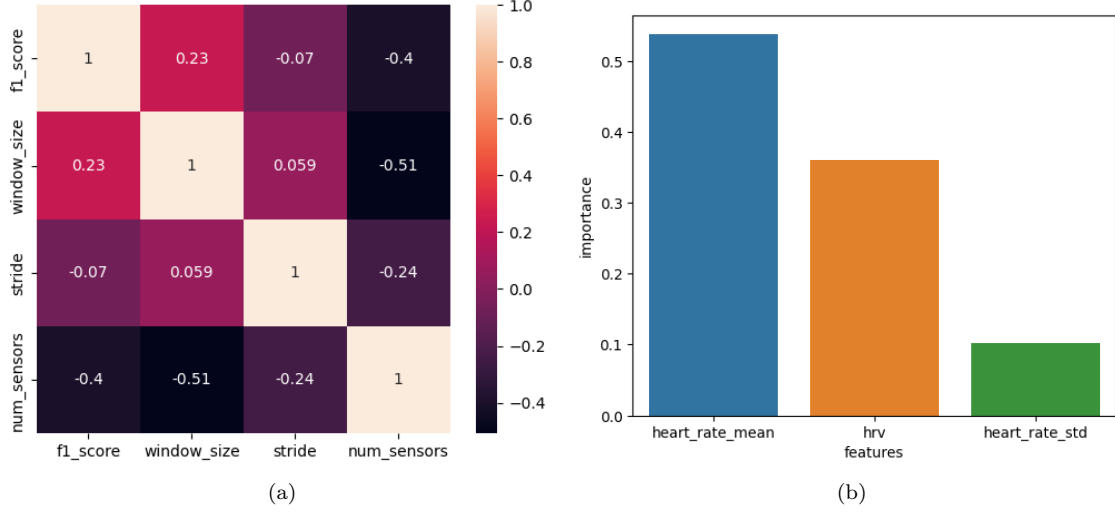 f1_score
1
0.23
-0.07
-0.4
window_size
0.23
1
0.059
-0.51
stride
-0.07
0.059
1
-0.24
num_sensors
-0.4
-0.51
-0.24
1
f1_score
window_size
stride
num_sensors
1.0
0.8
0.6
0.4
0.2
0.0
−0.2
−0.4
(a)
importance
0.5
0.4
0.3
0.2
0.1
0.0
heart_rate_mean
hrv
heart_rate_std
features
(b)